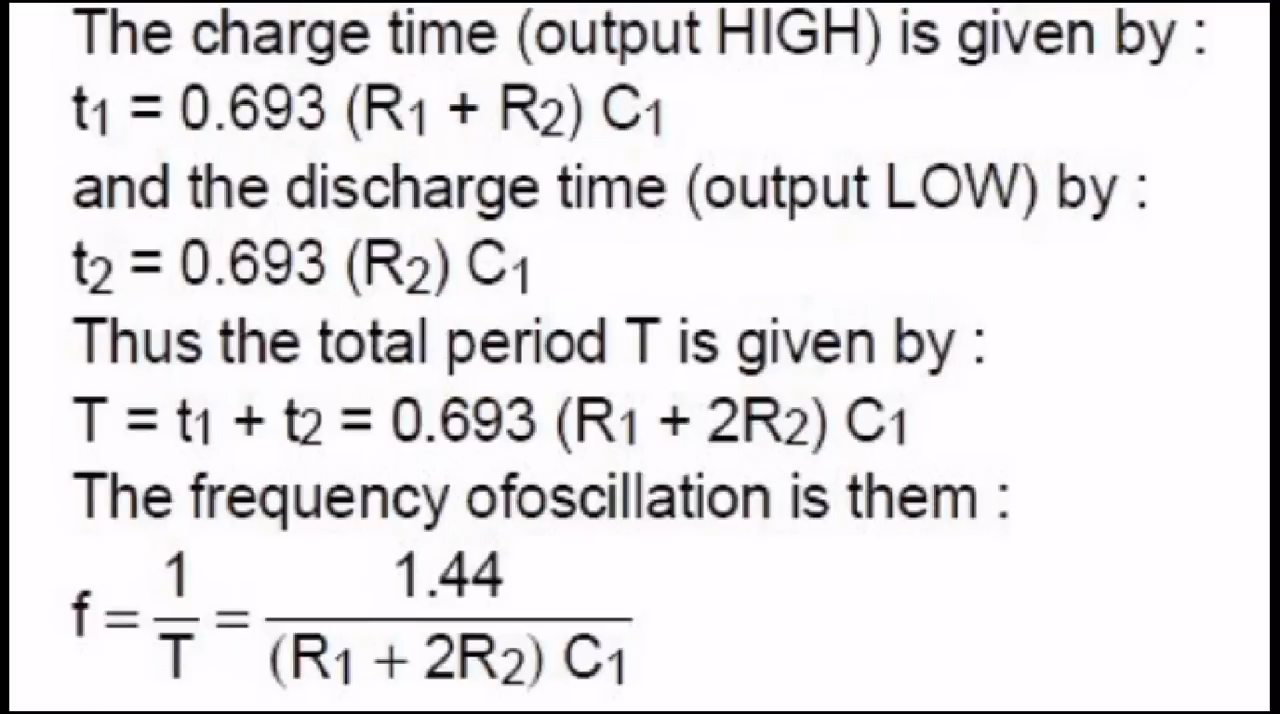 The charge time (output HIGH) is given by :
t1 = 0.693 (R1 + R2) C1
and the discharge time (output LOW) by :
t2 = 0.693 (R2) C1
Thus the total period T is given by :
T = t1 + t2 = 0.693 (R1 + 2R2) C1
The frequency ofoscillation is them :
f = 1/T = 1.44/(R1 + 2R2) C1